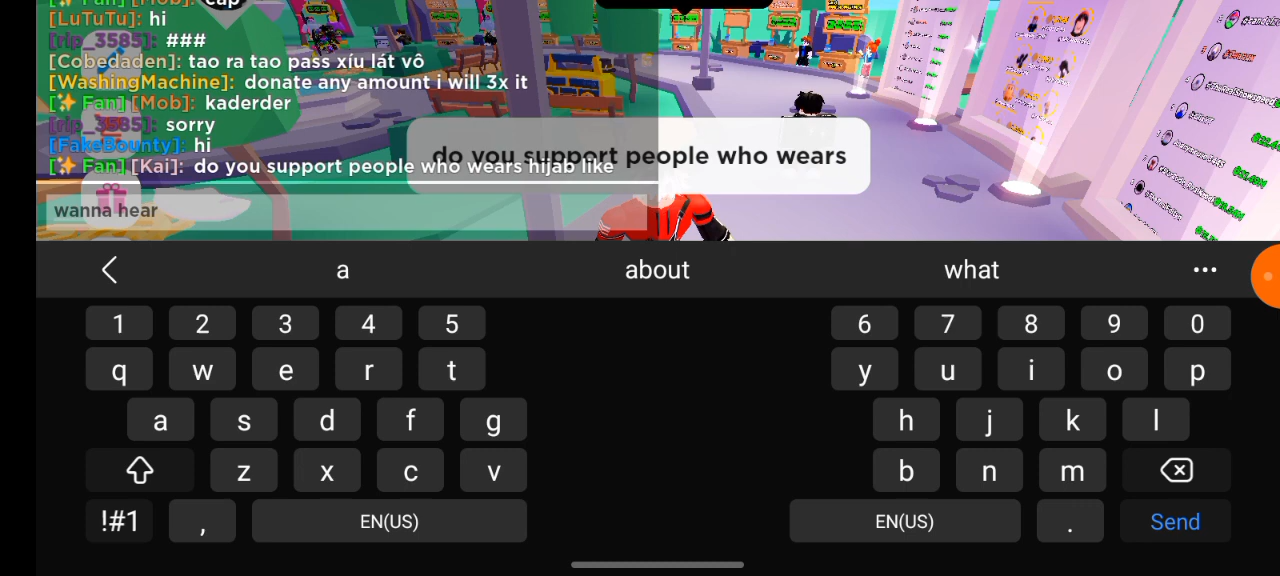 [✨ Fan] [Mob]: cap
[LuTuTu]: hi
[rip_3585]: ###
[Cobedaden]: tao ra tao pass xíu lát vô
[WashingMachine]: donate any amount i will 3x it
[✨ Fan] [Mob]: kaderder
[rip_3585]: sorry
[FakeBounty]: hi
[✨ Fan] [Kai]: do you support people who wears hijab like
do you support people who wears
wanna hear
a about what
1 2 3 4 5 6 7 8 9 0
q w e r t y u i o p
a s d f g h j k l
z x c v b n m
!#1 , EN(US) EN(US) . Send